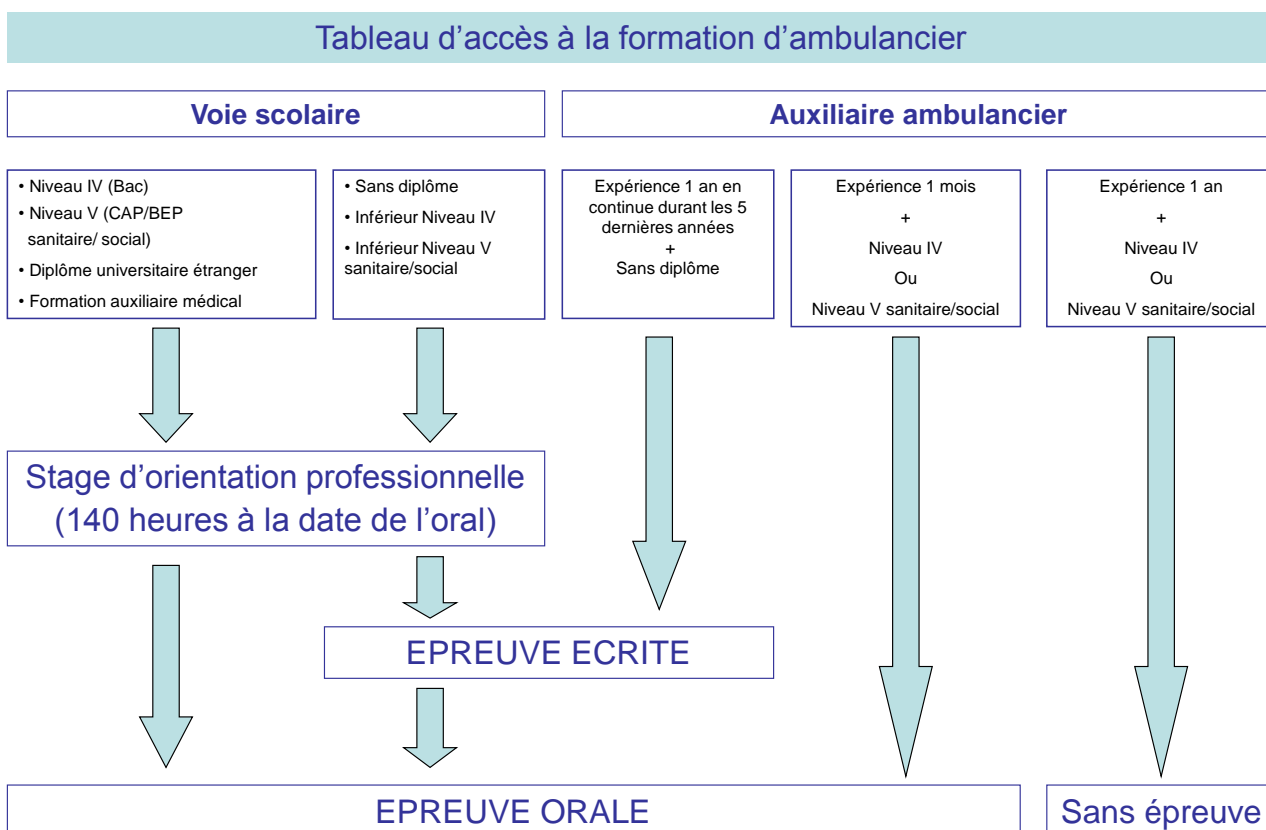 Tableau d'accès à la formation d'ambulancier
Voie scolaire
Auxiliaire ambulancier
• Niveau IV (Bac)
• Niveau V (CAP/BEP
sanitaire/ social)
• Diplôme universitaire étranger
• Formation auxiliaire médical
• Sans diplôme
• Inférieur Niveau IV
• Inférieur Niveau V
sanitaire/social
Expérience 1 an en
continue durant les 5
dernières années
+
Sans diplôme
Expérience 1 mois
+
Niveau IV
Ou
Niveau V sanitaire/social
Expérience 1 an
+
Niveau IV
Ou
Niveau V sanitaire/social
Stage d'orientation professionnelle
(140 heures à la date de l'oral)
EPREUVE ECRITE
EPREUVE ORALE
Sans épreuve